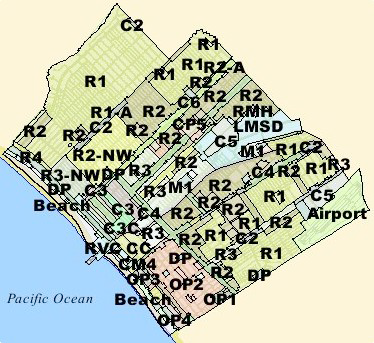 C2
R1
R1
R2-A
R1
R1
R2
C6
R2
R2
R1-A
R2
RMH
CP5
LMSD
R2
R2
C2
R2
R2
C5
R4
R2-NW
M1
R1
C2
R2
R3-NW
DP
R3
C4
R2
R1
R3
DP
C3
R3
M1
R2
C5
Beach
R2
R1
C3
C4
R2
R2
Airport
C3C
R3
R1
R2
RVC
CC
R2
R1
C2
CM4
DP
R3
R1
OP3
R2
DP
OP2
Pacific Ocean
Beach
OP1
OP4